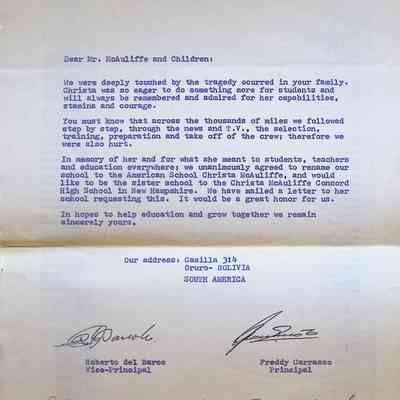 Dear Mr. McAuliffe and Children:
We were deeply touched by the tragedy ocurred in your family.
Christa was so eager to do something more for students and
will always be remembered and admired for her capabilities,
stamina and courage.
You must know that across the thousands of miles we followed
step by step, through the news and T.V., the selection,
training, preparation and take off of the crew; therefore we
were also hurt.
In memory of her and for what she meant to students, teachers
and education everywhere; we unanimously agreed to rename our
school to the American School Christa McAuliffe, and would
like to be the sister school to the Christa McAuliffe Concord
High School in New Hampshire. We have mailed a letter to her
school requesting this. It would be a great honor for us.
In hopes to help education and grow together we remain
sincerely yours.
Our address: Casilla 314
Oruro- BOLIVIA
SOUTH AMERICA
Roberto del Barco
Freddy Carrasco
Vice-Principal
Principal